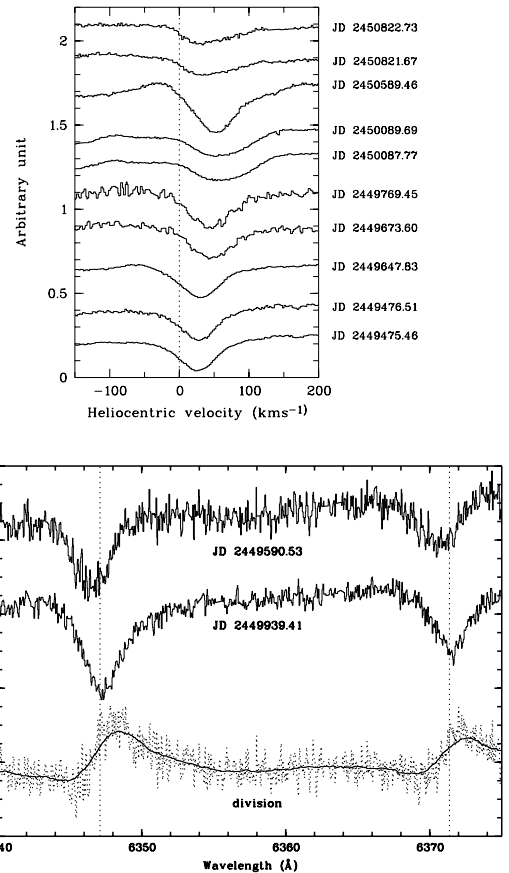 JD 2450822.73
JD 2450821.67
JD 2450589.46
JD 2450089.69
JD 2450087.77
JD 2449769.45
JD 2449673.60
JD 2449647.83
JD 2449476.51
JD 2449475.46
2
1.5
1
0.5
0
Arbitrary unit
−100 0 100 200
Heliocentric velocity (kms⁻¹)
JD 2449590.53
JD 2449939.41
division
40 6350 6360 6370
Wavelength (Å)